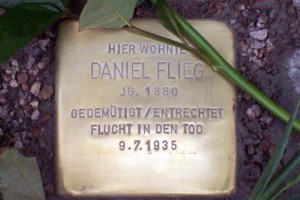 HIER WOHNTE
DANIEL FLIEG
JG. 1880
GEDEMÜTIGT/ENTRECHTET
FLUCHT IN DEN TOD
9.7.1935